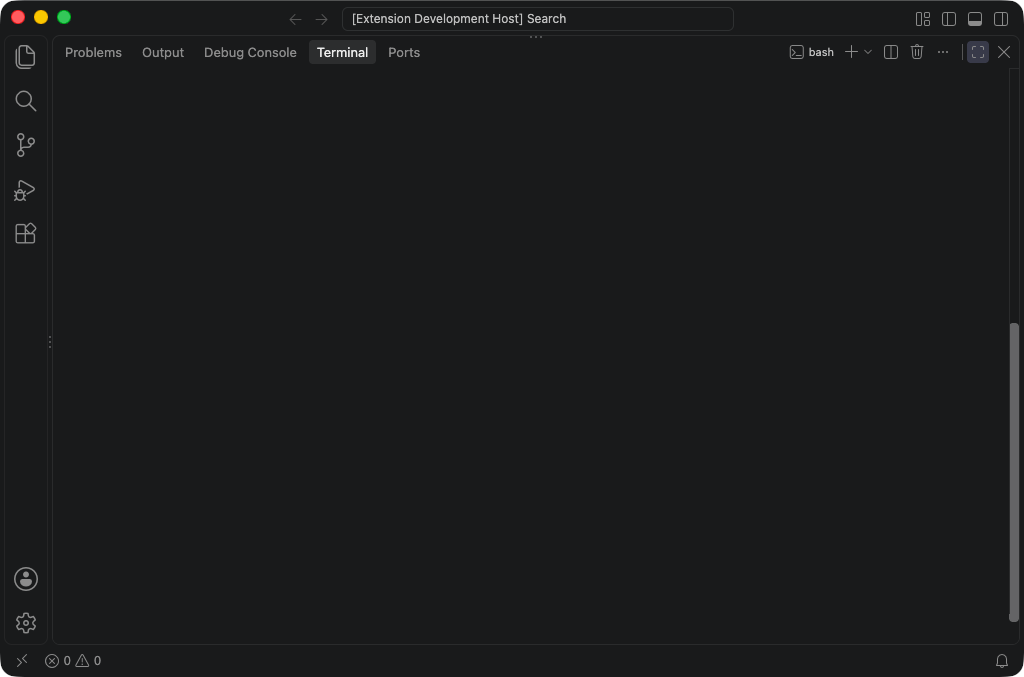 [Extension Development Host] Search
Problems Output Debug Console Terminal Ports bash
0 0